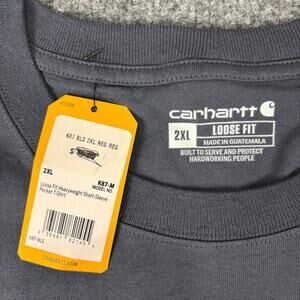 carhartt
2XL
LOOSE FIT
MADE IN GUATEMALA
BUILT TO SERVE AND PROTECT
HARDWORKING PEOPLE
K87 BLS 2XL REG REG
2XL
K87-M
MODEL NO.
Loose Fit Heavyweight Short-Sleeve
Pocket T-Shirt
K87-BLS
CARHARTT.COM